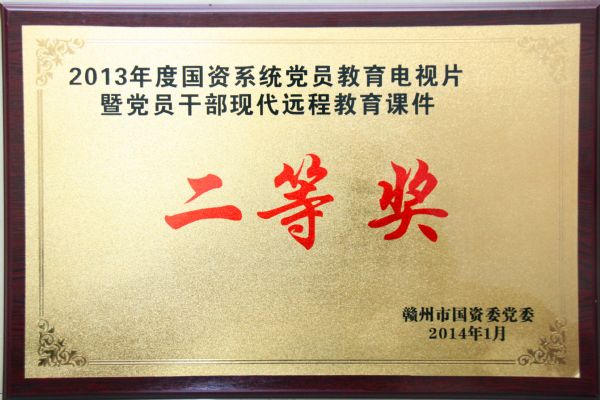 2013年度国资系统党员教育电视片
暨党员干部现代远程教育课件
二等奖
赣州市国资委党委
2014年1月